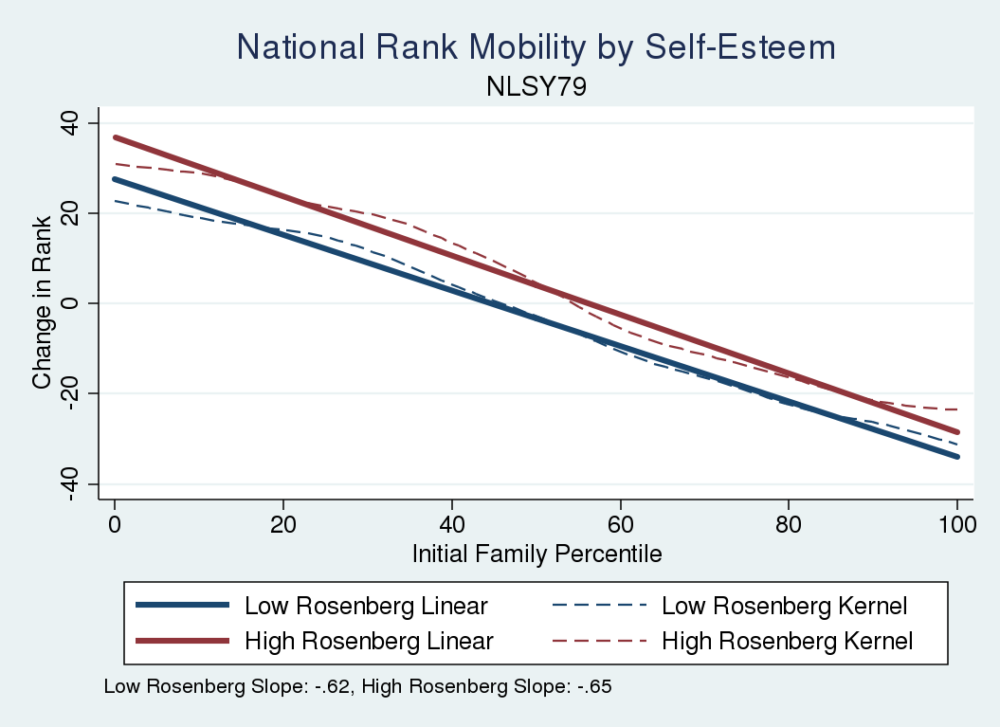 National Rank Mobility by Self-Esteem
NLSY79
Change in Rank
40
20
0
-20
-40
0 20 40 60 80 100
Initial Family Percentile
Low Rosenberg Linear Low Rosenberg Kernel
High Rosenberg Linear High Rosenberg Kernel
Low Rosenberg Slope: -.62, High Rosenberg Slope: -.65